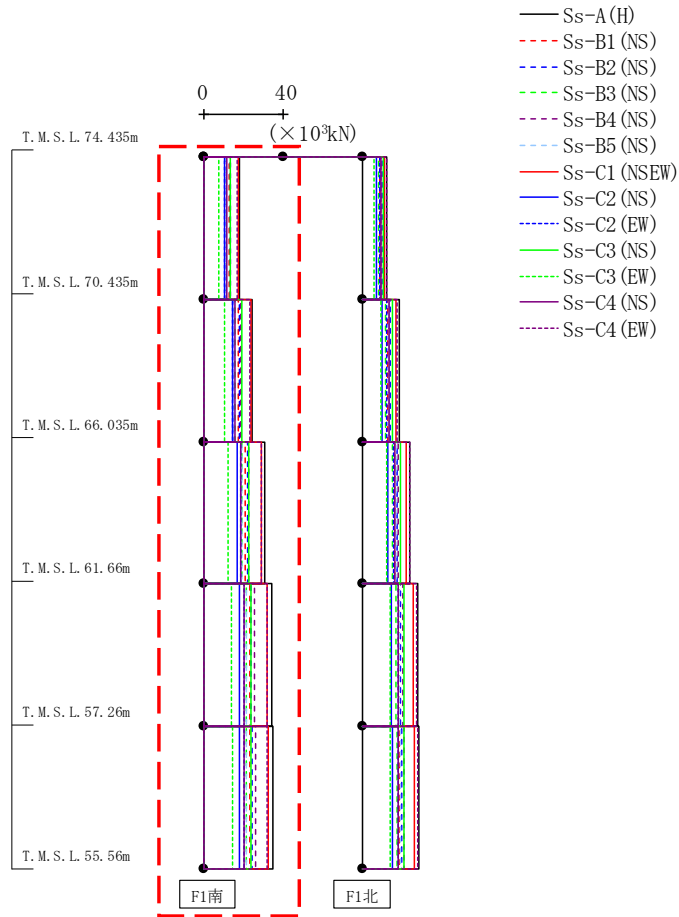 Ss-A(H)
Ss-B1(NS)
Ss-B2(NS)
Ss-B3(NS)
Ss-B4(NS)
Ss-B5(NS)
Ss-C1(NSEW)
Ss-C2(NS)
Ss-C2(EW)
Ss-C3(NS)
Ss-C3(EW)
Ss-C4(NS)
Ss-C4(EW)
0 40
(×10³kN)
T.M.S.L.74.435m
T.M.S.L.70.435m
T.M.S.L.66.035m
T.M.S.L.61.66m
T.M.S.L.57.26m
T.M.S.L.55.56m
F1南 F1北